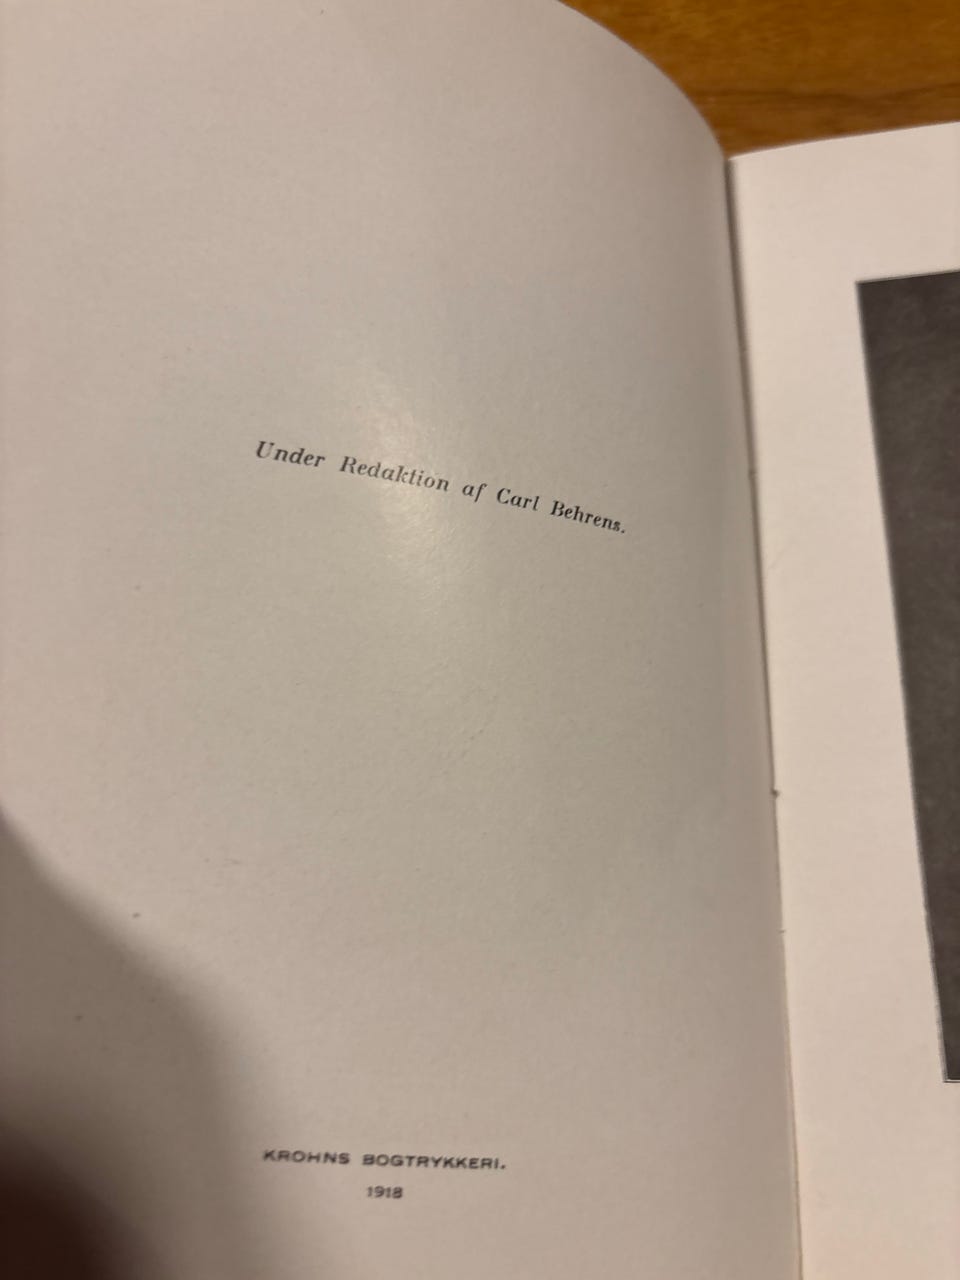 Under Redaktion af Carl Behrens.
KROHNS BOGTRYKKERI.
1918